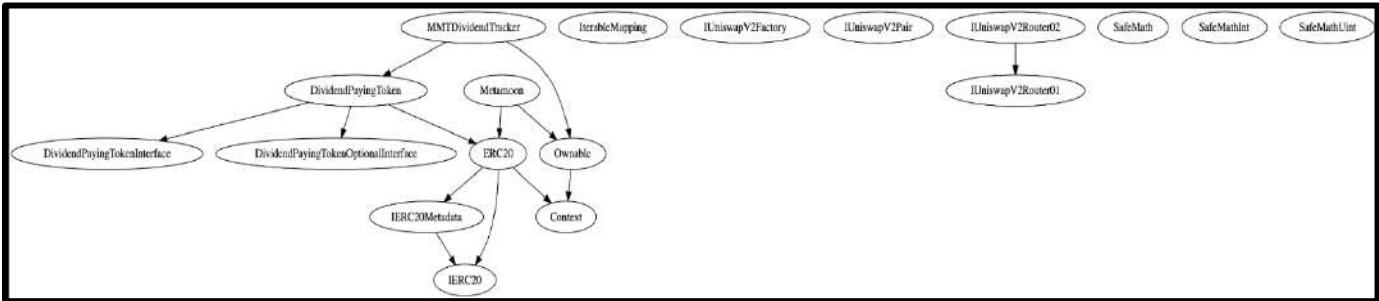 MMTDividendTracker IterableMapping IUniswapV2Factory IUniswapV2Pair IUniswapV2Router02 SafeMath SafeMathInt SafeMathUint
DividendPayingToken Metamoon IUniswapV2Router01
DividendPayingTokenInterface DividendPayingTokenOptionalInterface ERC20 Ownable
IERC20Metadata Context
IERC20